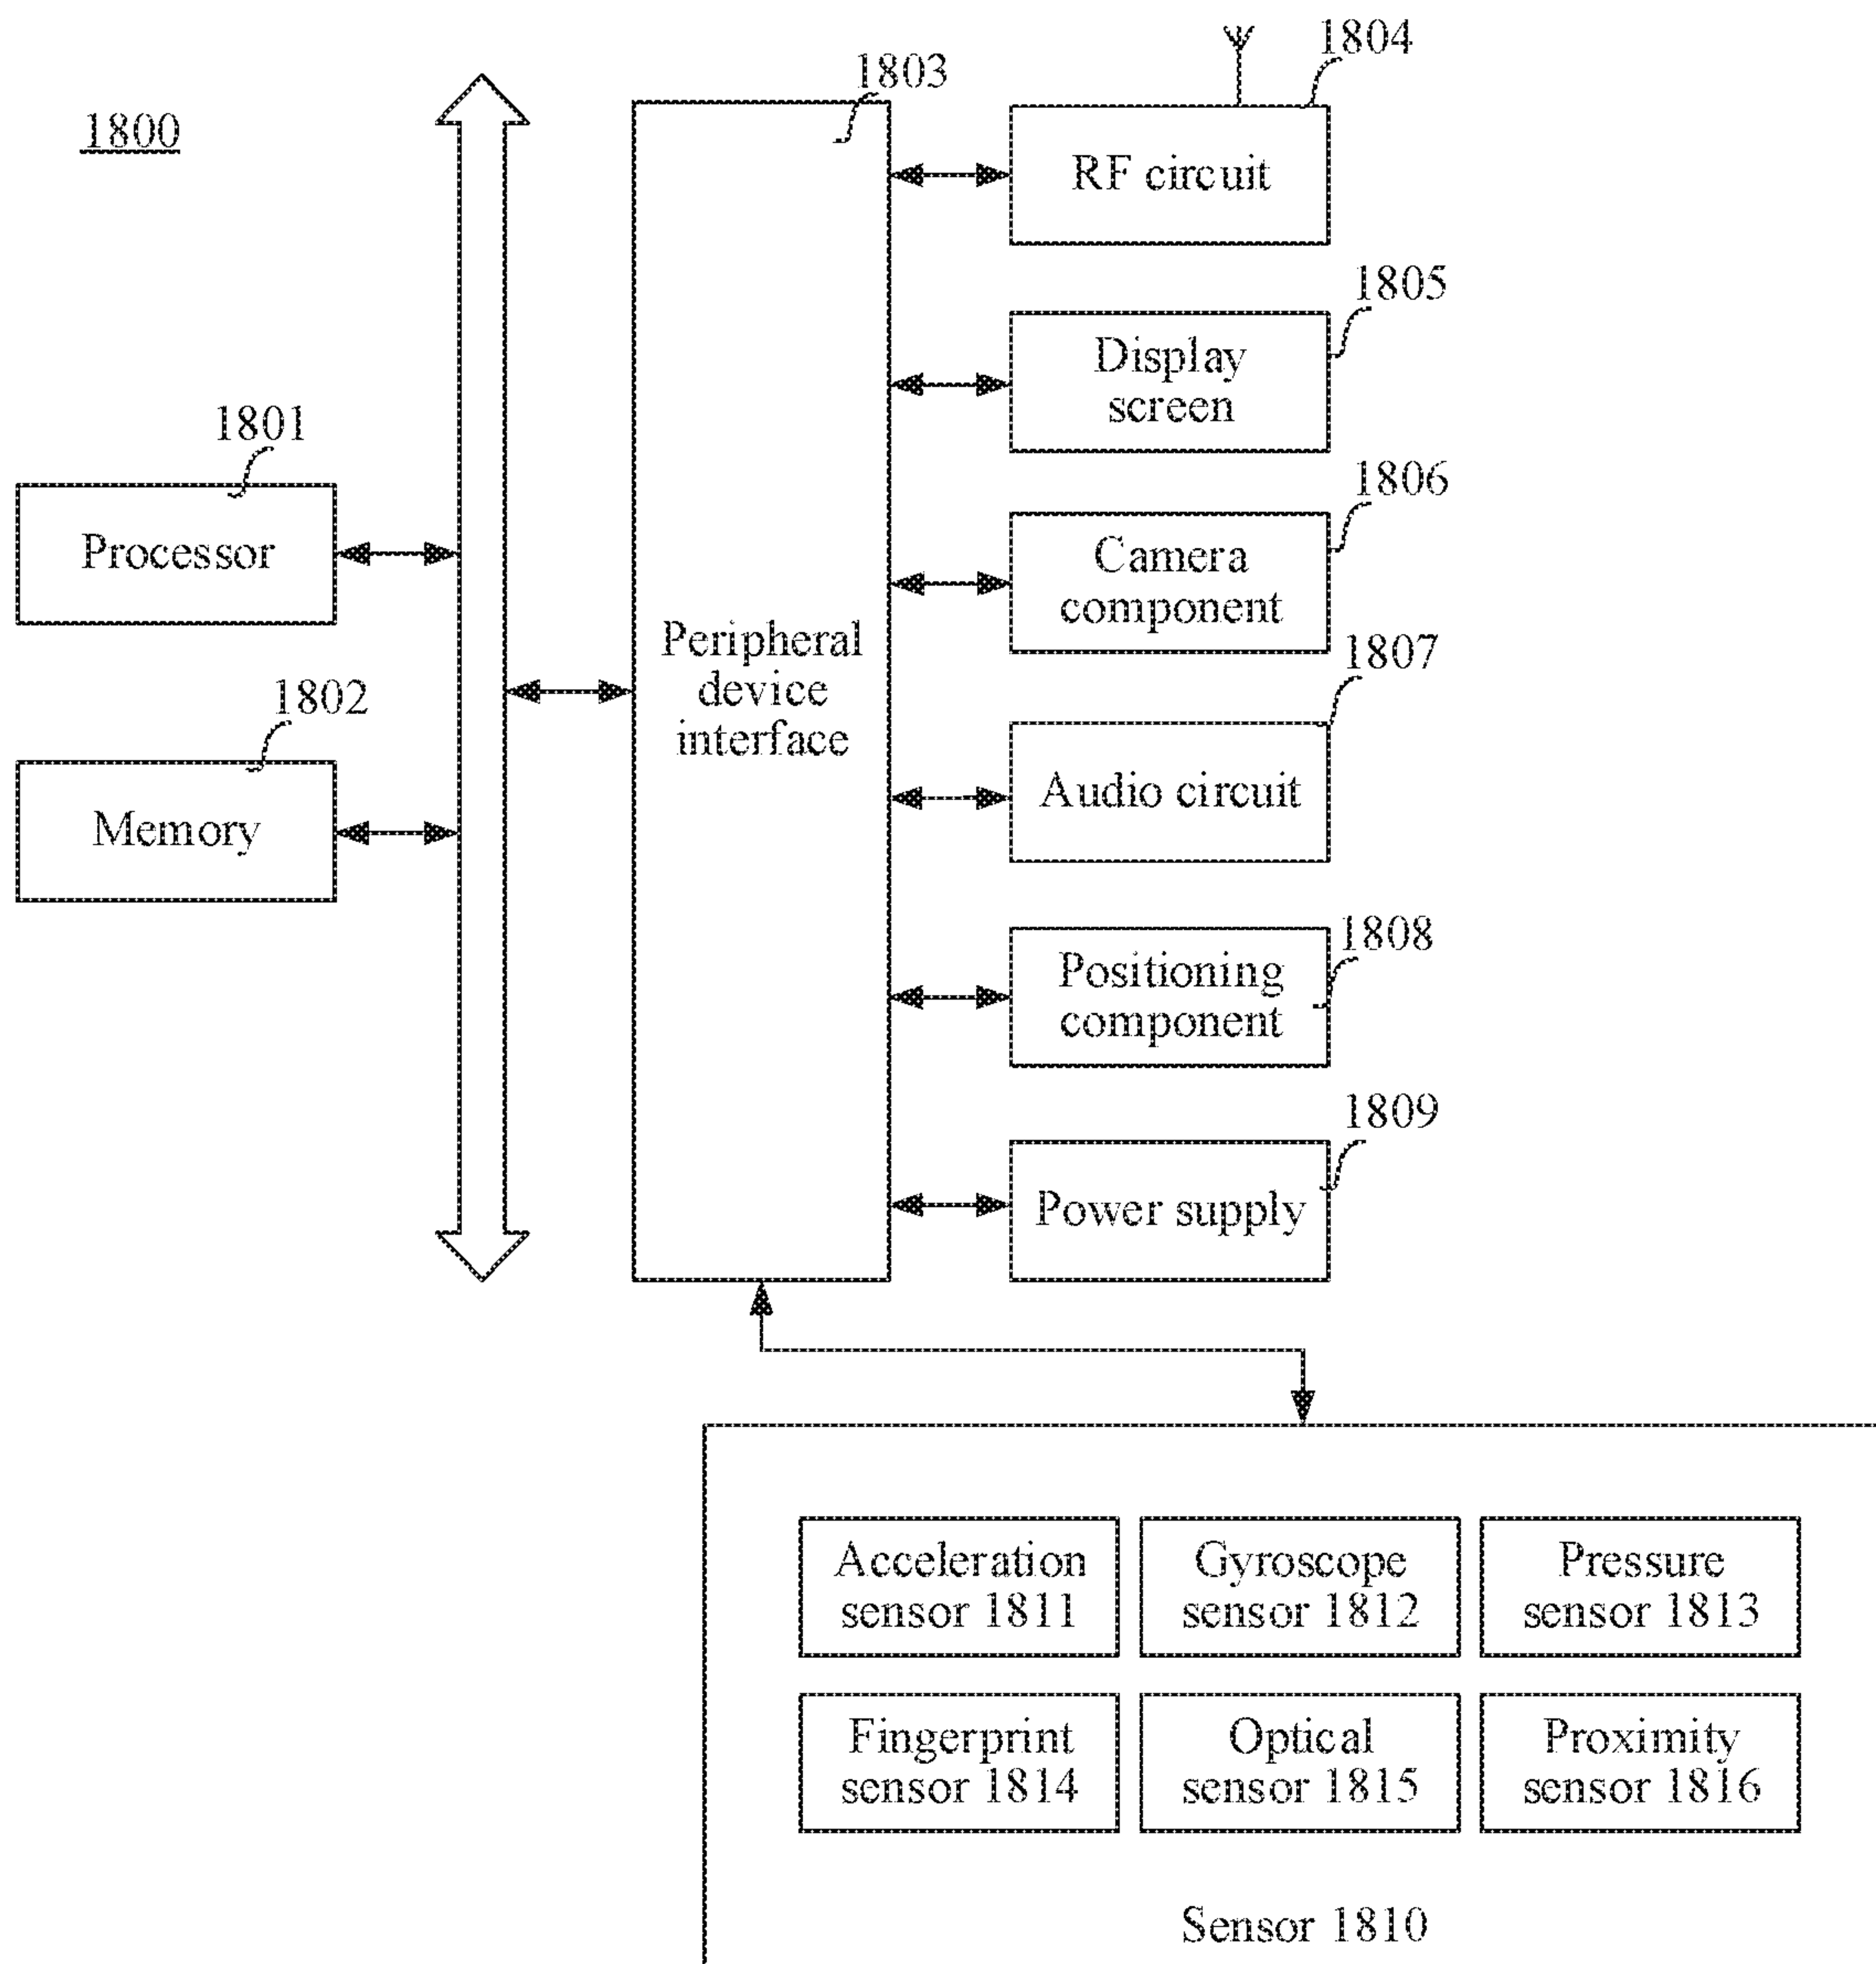 1800
1803
1804
RF circuit
1805
Display
screen
1801
Processor
1806
Camera
component
Peripheral
device
interface
1802
Memory
1807
Audio circuit
1808
Positioning
component
1809
Power supply
Acceleration
sensor 1811
Gyroscope
sensor 1812
Pressure
sensor 1813
Fingerprint
sensor 1814
Optical
sensor 1815
Proximity
sensor 1816
Sensor 1810